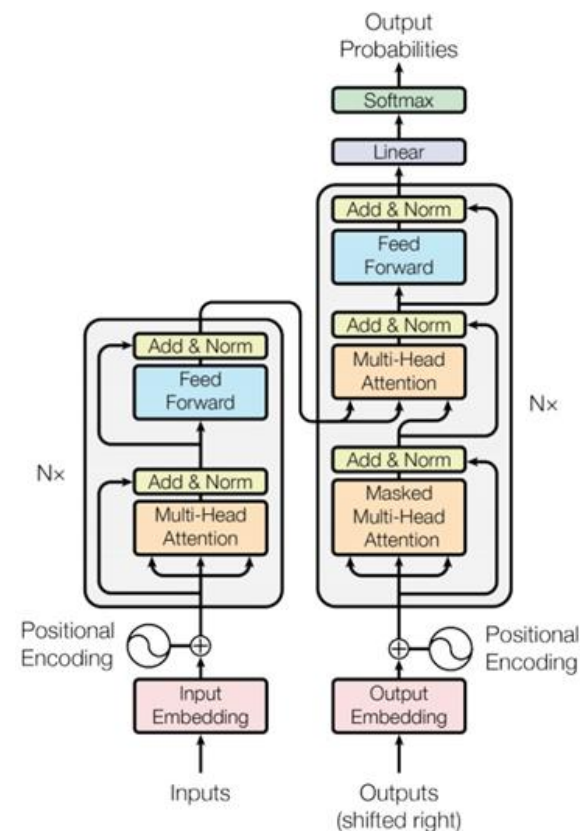 Output
Probabilities
Softmax
Linear
Add & Norm
Feed
Forward
Add & Norm
Multi-Head
Attention
Add & Norm
Masked
Multi-Head
Attention
N×
Positional
Encoding
Output
Embedding
Outputs
(shifted right)
Add & Norm
Feed
Forward
Add & Norm
Multi-Head
Attention
N×
Positional
Encoding
Input
Embedding
Inputs